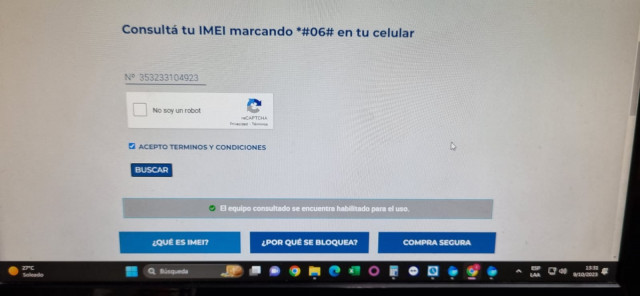 Consultá tu IMEI marcando *#06# en tu celular
Nº 353233104923
No soy un robot
reCAPTCHA
Privacidad - Términos
ACEPTO TERMINOS Y CONDICIONES
BUSCAR
El equipo consultado se encuentra habilitado para el uso.
¿QUÉ ES IMEI?
¿POR QUÉ SE BLOQUEA?
COMPRA SEGURA
27°C
Soleado
Búsqueda
ESP
LAA
13:31
9/10/2023